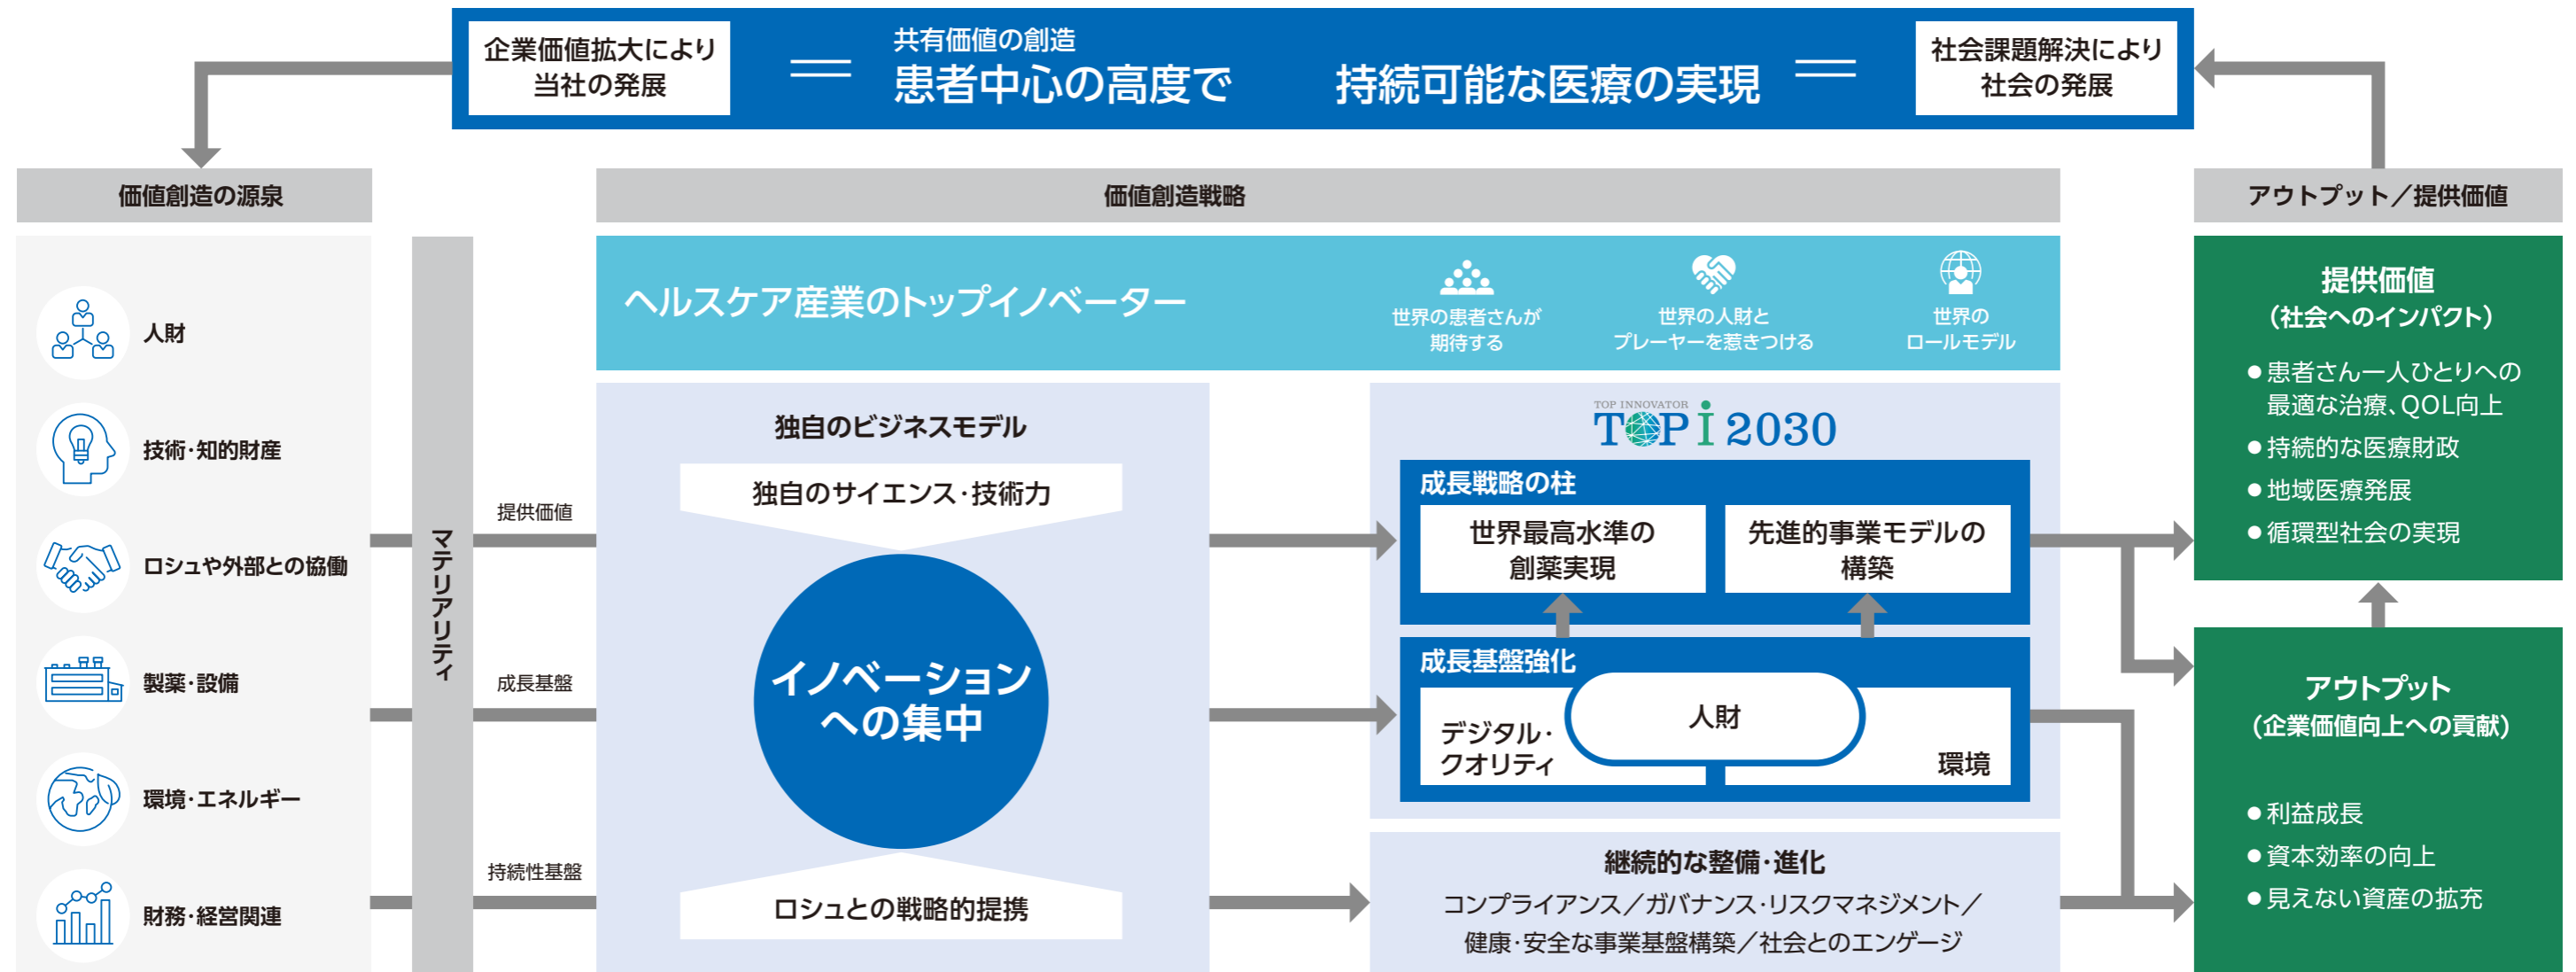 企業価値拡大により
当社の発展
共有価値の創造
患者中心の高度で 持続可能な医療の実現
社会課題解決により
社会の発展
価値創造の源泉
人財
技術・知的財産
ロシュや外部との協働
製薬・設備
環境・エネルギー
財務・経営関連
マテリアリティ
提供価値
成長基盤
持続性基盤
価値創造戦略
ヘルスケア産業のトップイノベーター
世界の患者さんが
期待する
世界の人財と
プレーヤーを惹きつける
世界の
ロールモデル
独自のビジネスモデル
独自のサイエンス・技術力
イノベーション
への集中
ロシュとの戦略的提携
TOP INNOVATOR
TOP i 2030
成長戦略の柱
世界最高水準の
創薬実現
先進的事業モデルの
構築
成長基盤強化
デジタル・
クオリティ
人財
環境
継続的な整備・進化
コンプライアンス／ガバナンス・リスクマネジメント／
健康・安全な事業基盤構築／社会とのエンゲージ
アウトプット／提供価値
提供価値
（社会へのインパクト）
●患者さん一人ひとりへの
最適な治療、QOL向上
●持続的な医療財政
●地域医療発展
●循環型社会の実現
アウトプット
（企業価値向上への貢献）
●利益成長
●資本効率の向上
●見えない資産の拡充